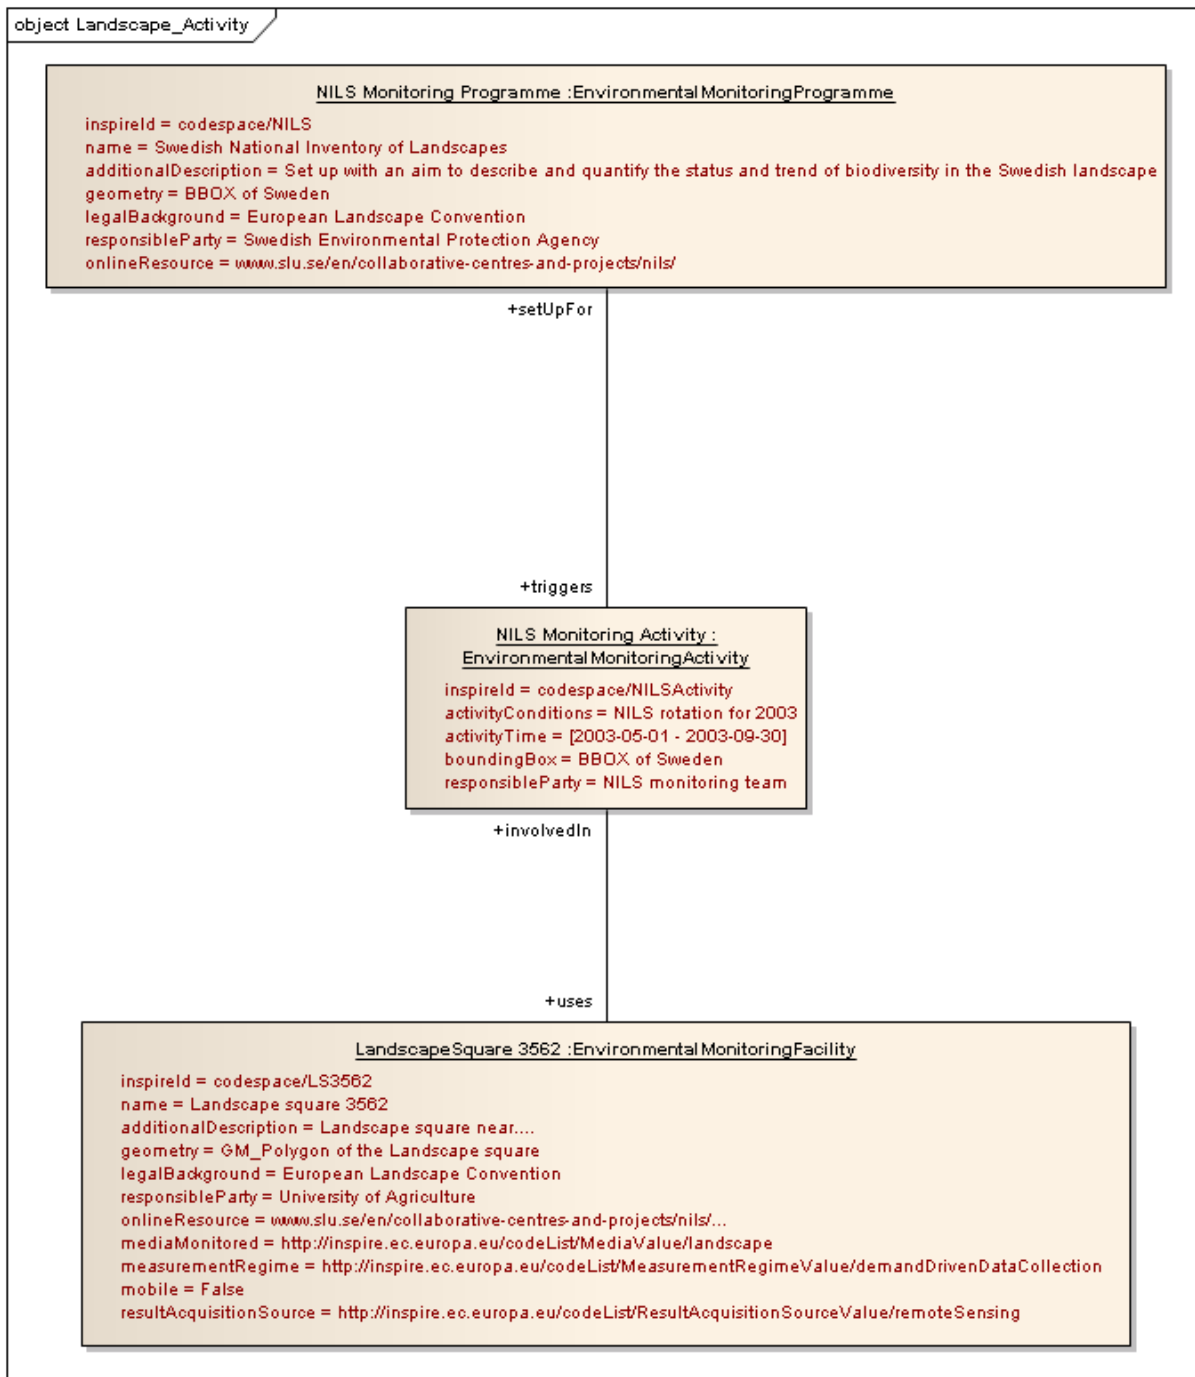 object Landscape_Activity
NILS Monitoring Programme :EnvironmentalMonitoringProgramme
inspireId = codespace/NILS
name = Swedish National Inventory of Landscapes
additionalDescription = Set up with an aim to describe and quantify the status and trend of biodiversity in the Swedish landscape
geometry = BBOX of Sweden
legalBackground = European Landscape Convention
responsibleParty = Swedish Environmental Protection Agency
onlineResource = www.slu.se/en/collaborative-centres-and-projects/nils/
+setUpFor
+triggers
NILS Monitoring Activity :
EnvironmentalMonitoringActivity
inspireId = codespace/NILSActivity
activityConditions = NILS rotation for 2003
activityTime = [2003-05-01 - 2003-09-30]
boundingBox = BBOX of Sweden
responsibleParty = NILS monitoring team
+involvedIn
+uses
LandscapeSquare 3562 :EnvironmentalMonitoringFacility
inspireId = codespace/LS3562
name = Landscape square 3562
additionalDescription = Landscape square near....
geometry = GM_Polygon of the Landscape square
legalBackground = European Landscape Convention
responsibleParty = University of Agriculture
onlineResource = www.slu.se/en/collaborative-centres-and-projects/nils/...
mediaMonitored = http://inspire.ec.europa.eu/codeList/MediaValue/landscape
measurementRegime = http://inspire.ec.europa.eu/codeList/MeasurementRegimeValue/demandDrivenDataCollection
mobile = False
resultAcquisitionSource = http://inspire.ec.europa.eu/codeList/ResultAcquisitionSourceValue/remoteSensing